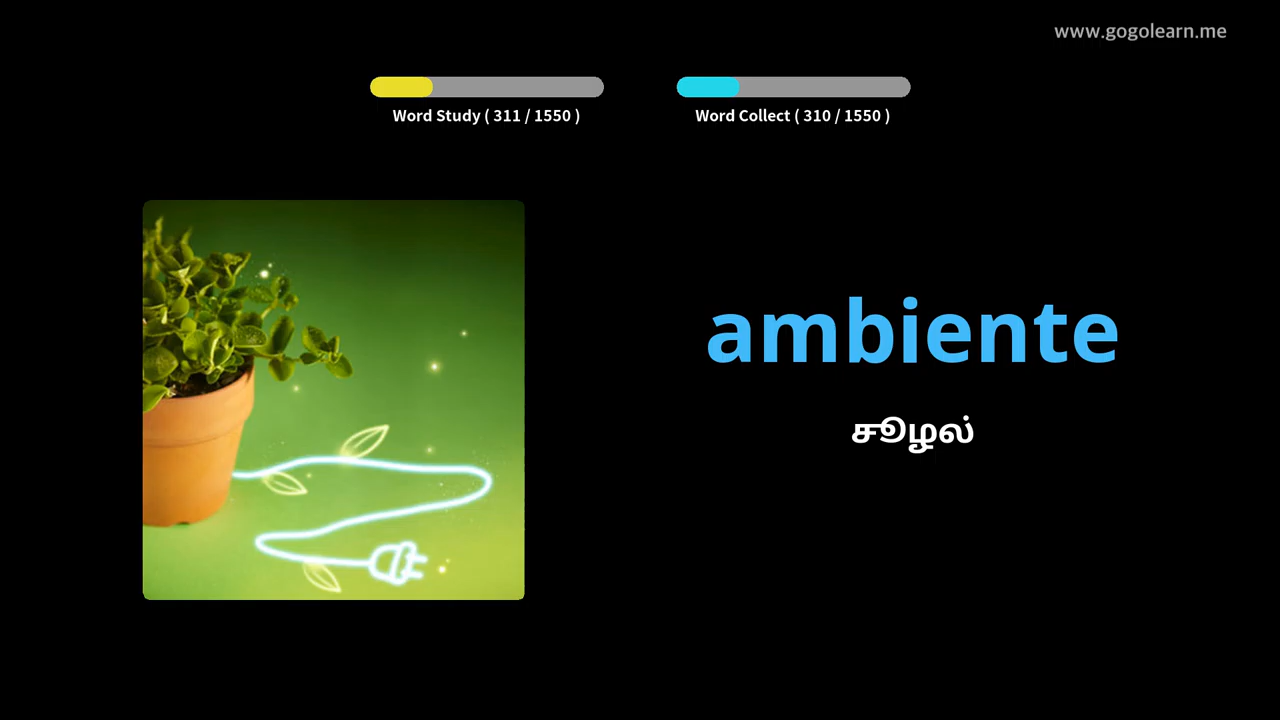 www.gogolearn.me
Word Study ( 311 / 1550 )
Word Collect ( 310 / 1550 )
ambiente
சூழல்